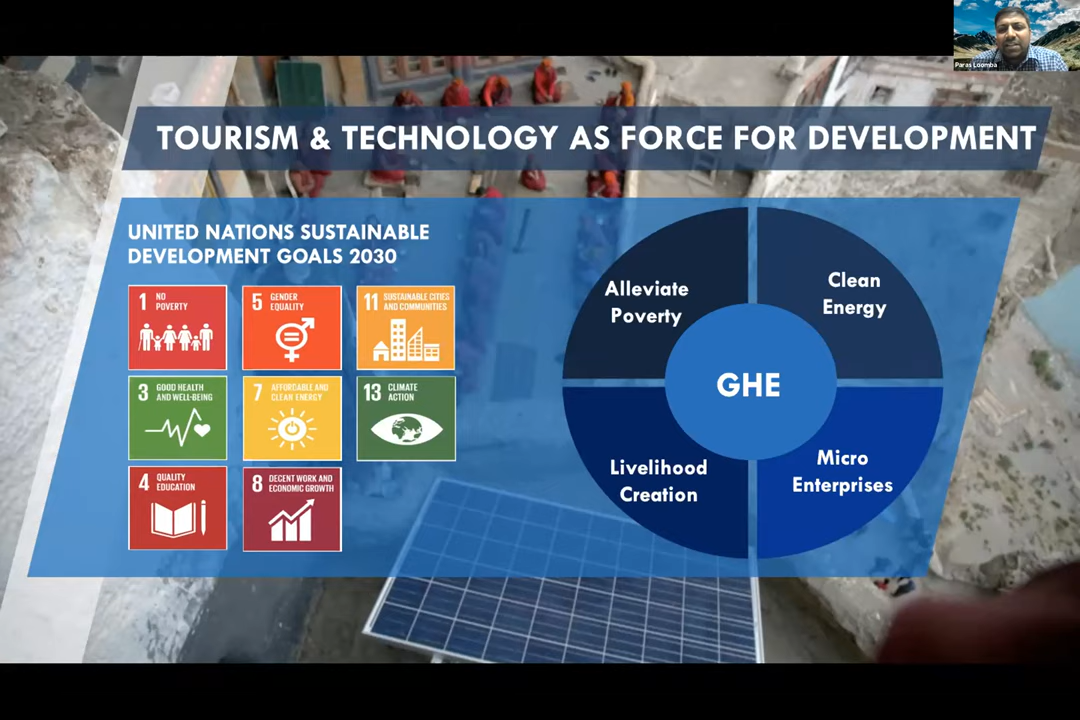 Paras Loomba
TOURISM & TECHNOLOGY AS FORCE FOR DEVELOPMENT
UNITED NATIONS SUSTAINABLE
DEVELOPMENT GOALS 2030
1 NO
POVERTY
5 GENDER
EQUALITY
11 SUSTAINABLE CITIES
AND COMMUNITIES
3 GOOD HEALTH
AND WELL-BEING
7 AFFORDABLE AND
CLEAN ENERGY
13 CLIMATE
ACTION
4 QUALITY
EDUCATION
8 DECENT WORK AND
ECONOMIC GROWTH
Alleviate
Poverty
Clean
Energy
GHE
Livelihood
Creation
Micro
Enterprises